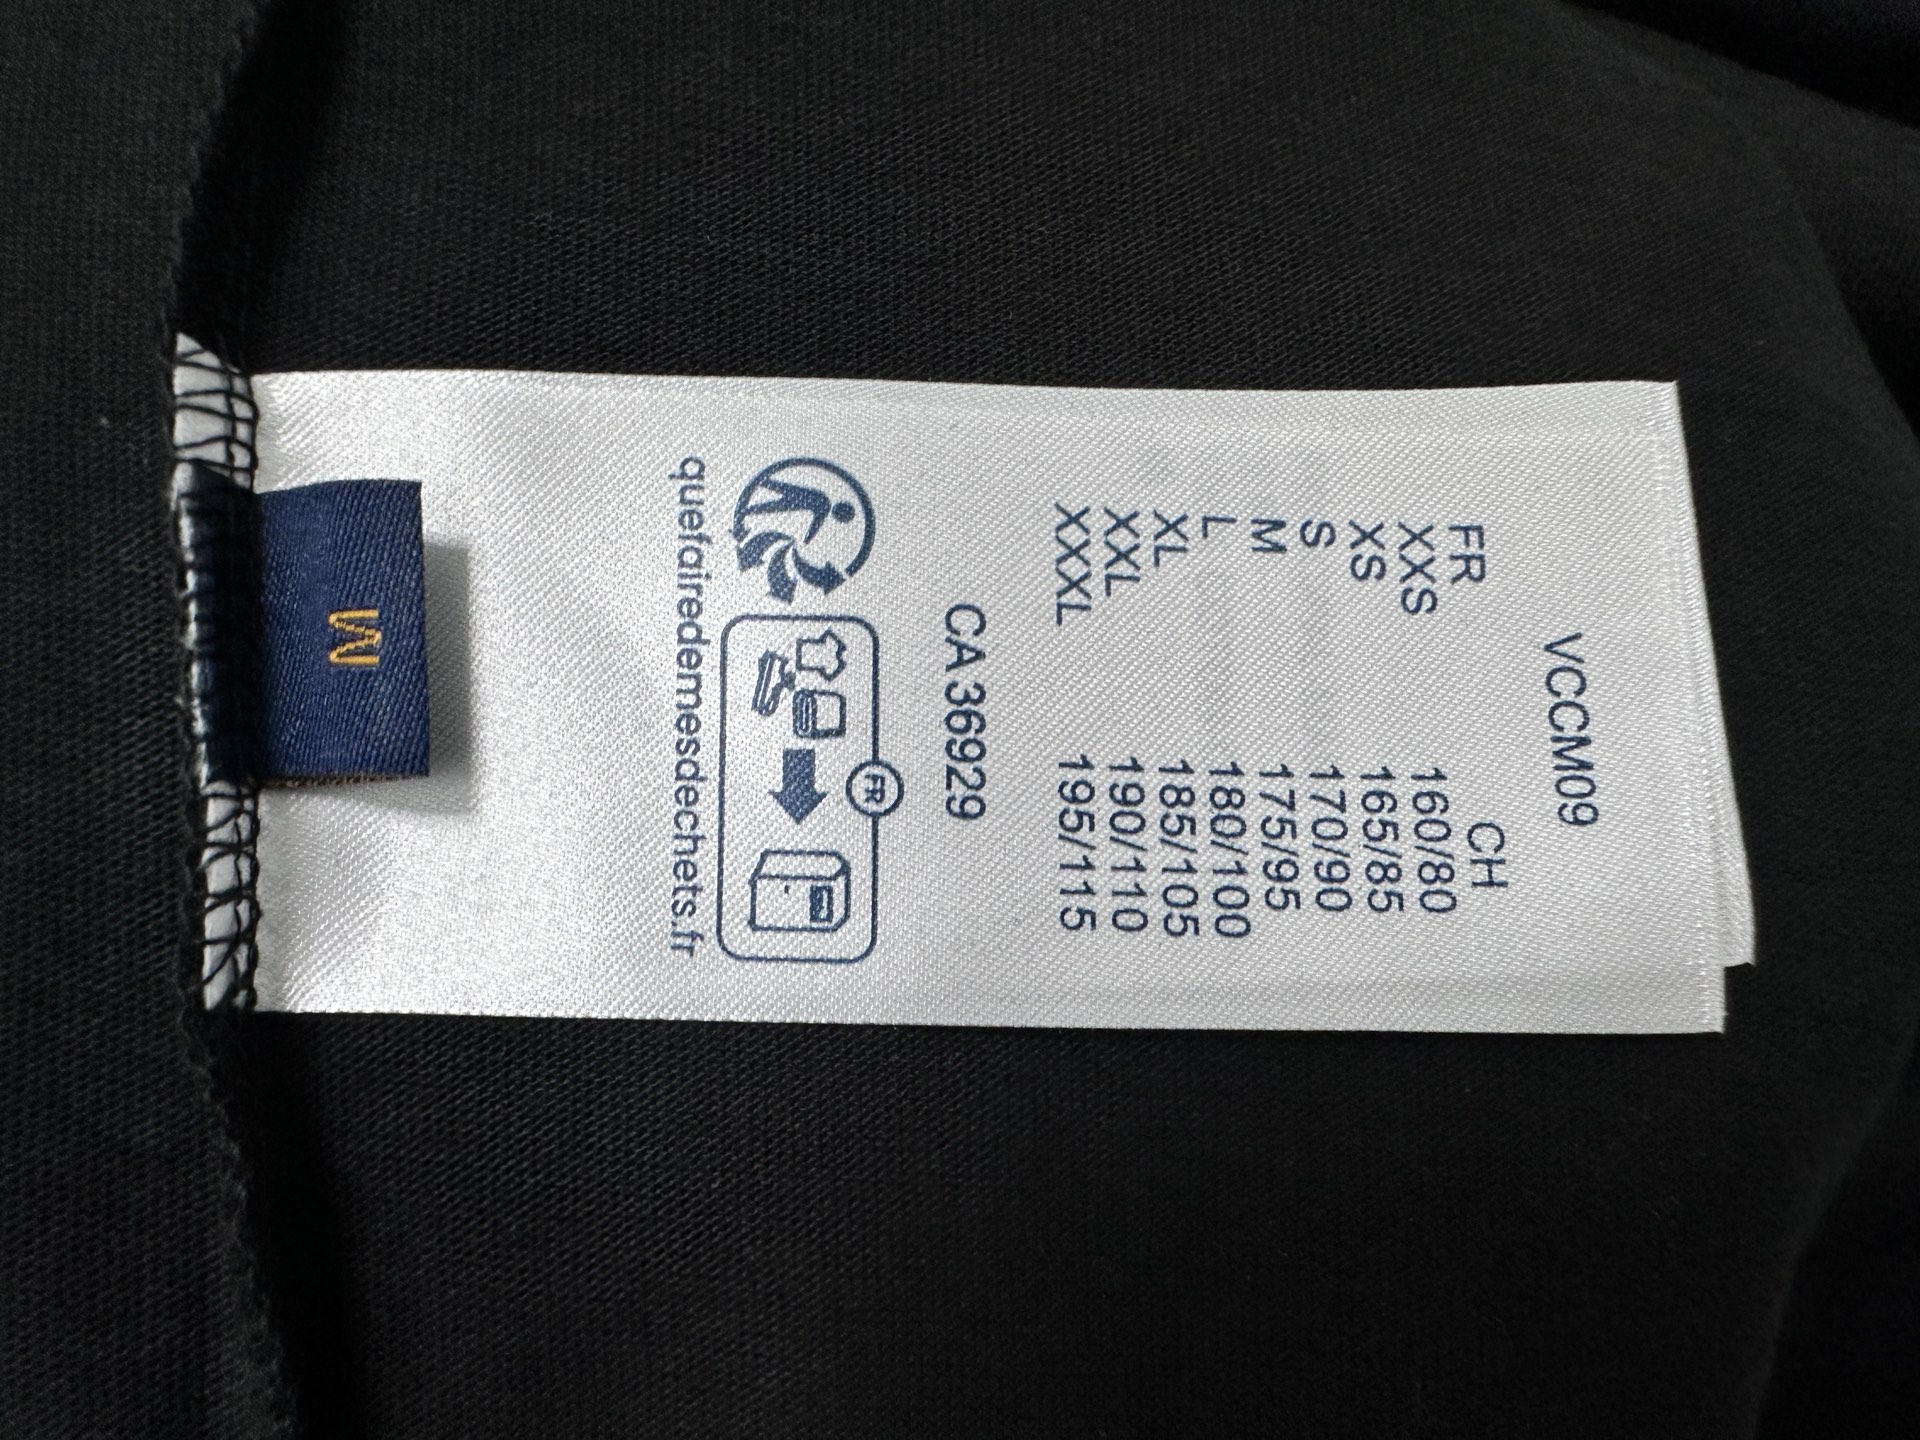 VCCM09
FR CH
XXS 160/80
XS 165/85
S 170/90
M 175/95
L 180/100
XL 185/105
XXL 190/110
XXXL 195/115
CA 36929
FR
quefairedemesdechets.fr
M